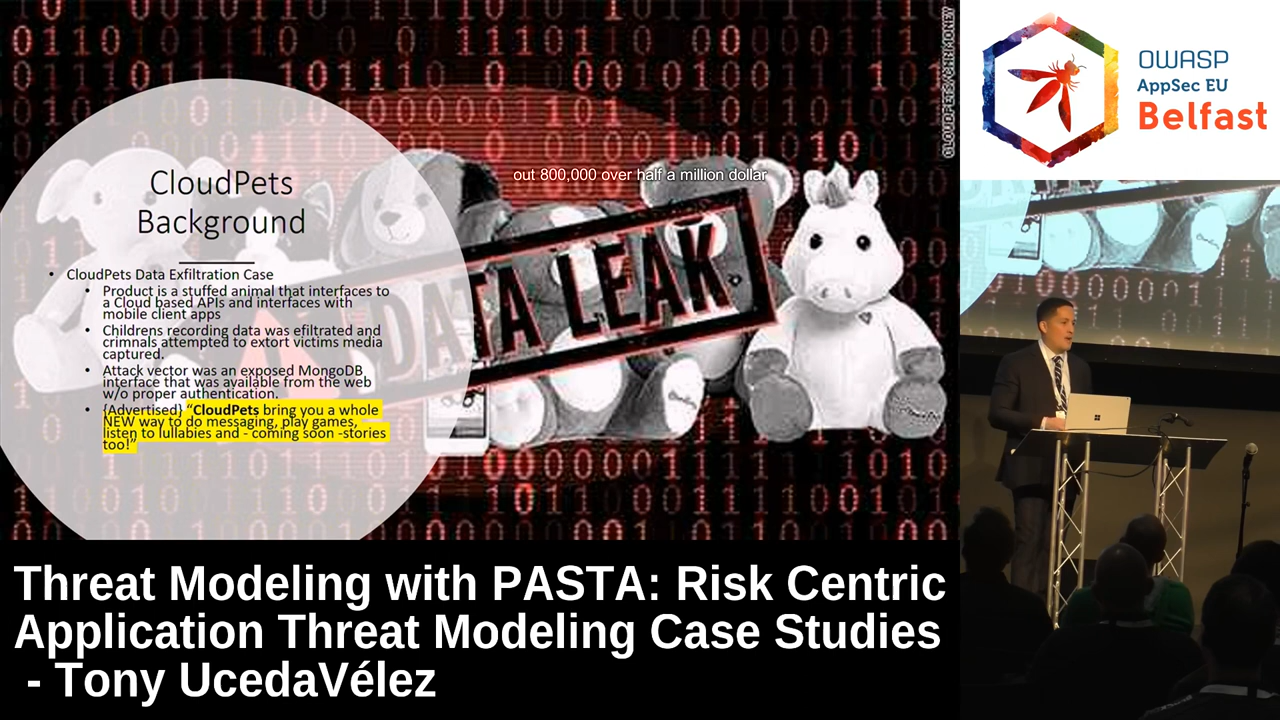 CLOUDPETS/CNNMONEY
out 800,000 over half a million dollar
CloudPets
Background
• CloudPets Data Exfiltration Case
• Product is a stuffed animal that interfaces to
a Cloud based APIs and interfaces with
mobile client apps
• Childrens recording data was efiltrated and
crimnals attempted to extort victims media
captured.
• Attack vector was an exposed MongoDB
interface that was available from the web
w/o proper authentication.
• {Advertised} “CloudPets bring you a whole
NEW way to do messaging, play games,
listen to lullabies and - coming soon -stories
too!”
DATA LEAK
OWASP
AppSec EU
Belfast
Threat Modeling with PASTA: Risk Centric
Application Threat Modeling Case Studies
- Tony UcedaVélez